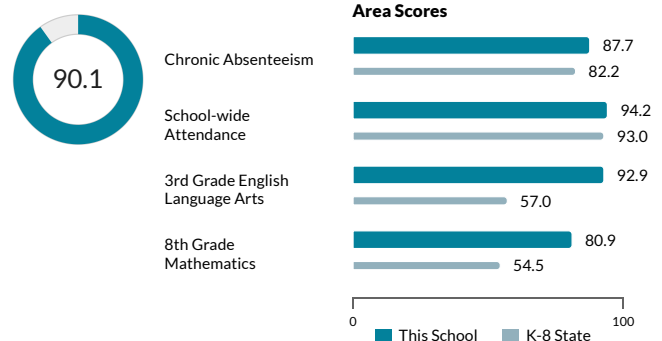 Area Scores
90.1
Chronic Absenteeism
87.7
82.2
School-wide
Attendance
94.2
93.0
3rd Grade English
Language Arts
92.9
57.0
8th Grade
Mathematics
80.9
54.5
0
100
This School
K-8 State